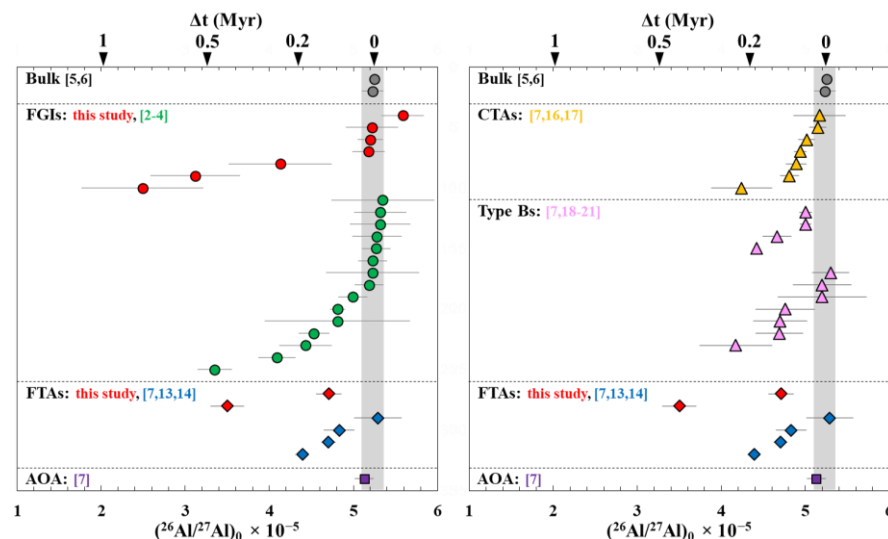 Δt (Myr)
1 0.5 0.2 0
Bulk [5,6]
FGIs: this study, [2-4]
FTAs: this study, [7,13,14]
AOA: [7]
1 2 3 4 5 6
(²⁶Al/²⁷Al)₀ × 10⁻⁵
Δt (Myr)
1 0.5 0.2 0
Bulk [5,6]
CTAs: [7,16,17]
Type Bs: [7,18-21]
FTAs: this study, [7,13,14]
AOA: [7]
1 2 3 4 5 6
(²⁶Al/²⁷Al)₀ × 10⁻⁵